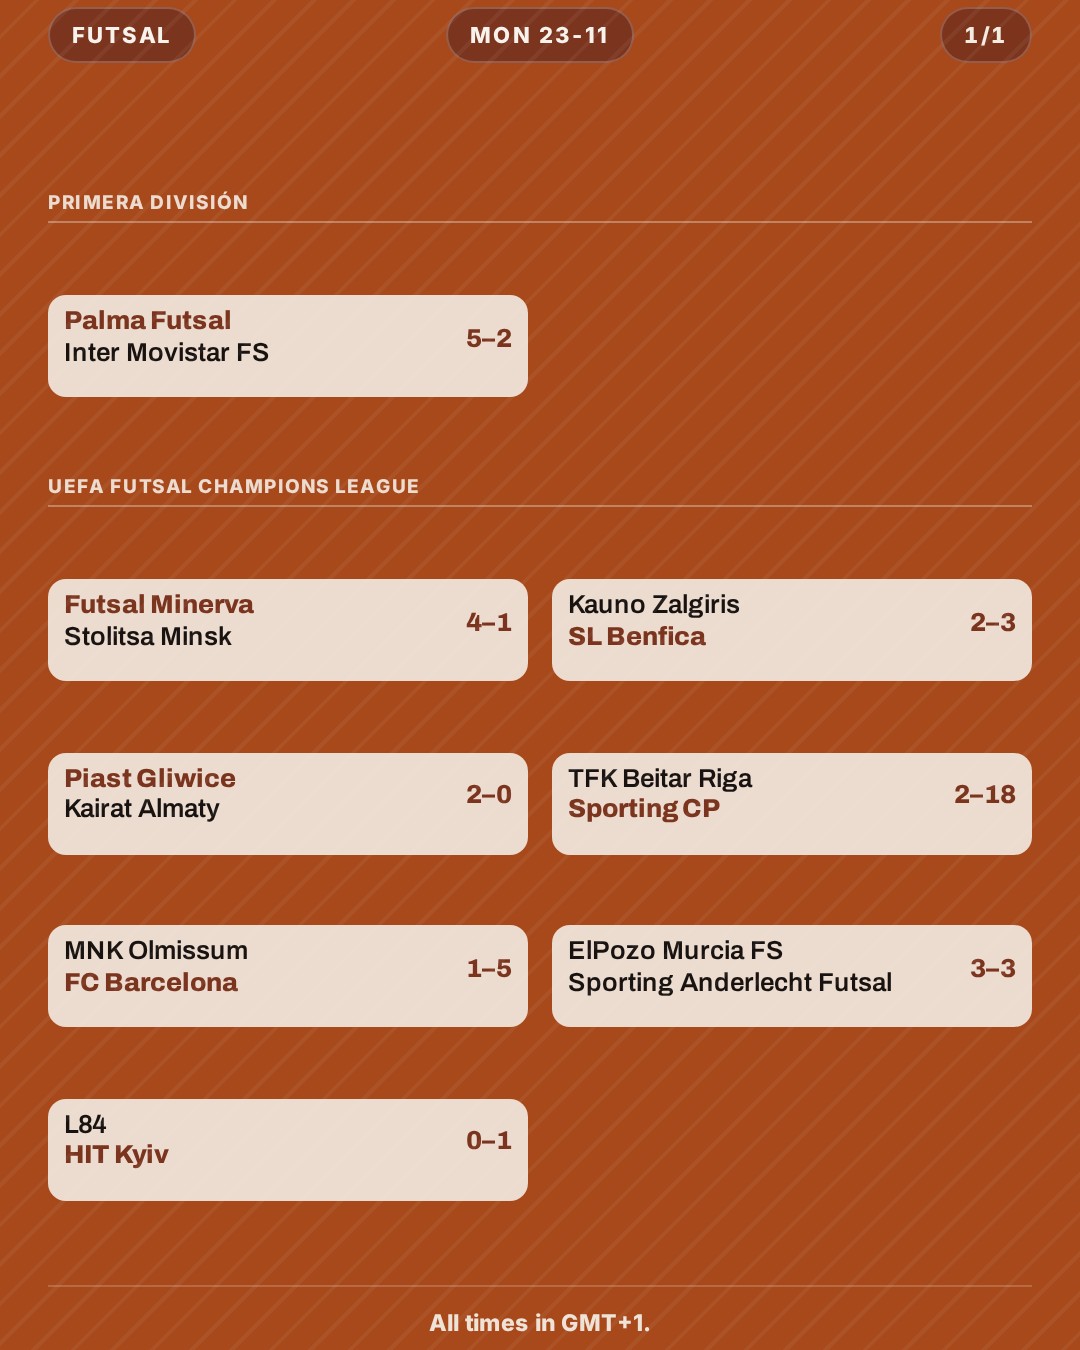 FUTSAL
MON 23-11
1/1
PRIMERA DIVISIÓN
Palma Futsal
Inter Movistar FS
5–2
UEFA FUTSAL CHAMPIONS LEAGUE
Futsal Minerva
Stolitsa Minsk
4–1
Kauno Zalgiris
SL Benfica
2–3
Piast Gliwice
Kairat Almaty
2–0
TFK Beitar Riga
Sporting CP
2–18
MNK Olmissum
FC Barcelona
1–5
ElPozo Murcia FS
Sporting Anderlecht Futsal
3–3
L84
HIT Kyiv
0–1
All times in GMT+1.